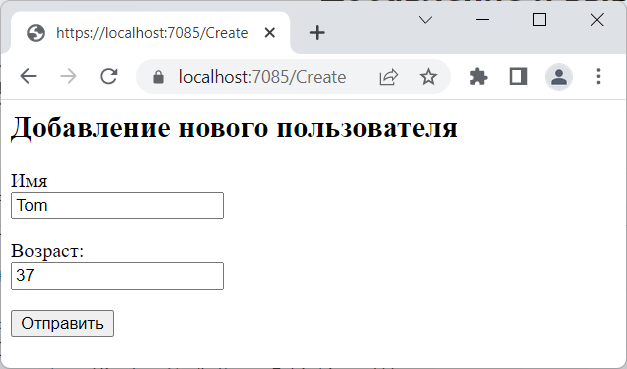 https://localhost:7085/Create
localhost:7085/Create
Добавление нового пользователя
Имя
Tom
Возраст:
37
Отправить